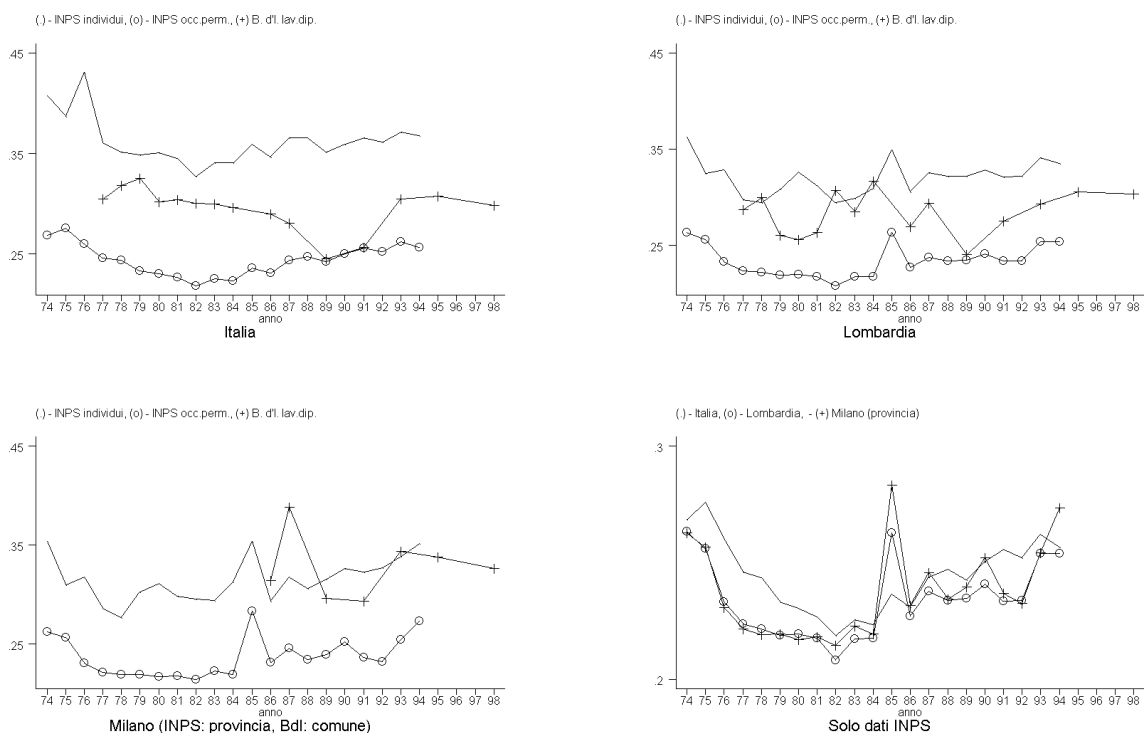 (.) - INPS individui, (o) - INPS occ.perm., (+) B. d'I. lav.dip.
.45
.35
.25
74 75 76 77 78 79 80 81 82 83 84 85 86 87 88 89 90 91 92 93 94 95 96 97 98
anno
Italia
(.) - INPS individui, (o) - INPS occ.perm., (+) B. d'I. lav.dip.
.45
.35
.25
74 75 76 77 78 79 80 81 82 83 84 85 86 87 88 89 90 91 92 93 94 95 96 97 98
anno
Lombardia
(.) - INPS individui, (o) - INPS occ.perm., (+) B. d'I. lav.dip.
.45
.35
.25
74 75 76 77 78 79 80 81 82 83 84 85 86 87 88 89 90 91 92 93 94 95 96 97 98
anno
Milano (INPS: provincia, BdI: comune)
(.) - Italia, (o) - Lombardia, - (+) Milano (provincia)
.3
.2
74 75 76 77 78 79 80 81 82 83 84 85 86 87 88 89 90 91 92 93 94 95 96 97 98
anno
Solo dati INPS